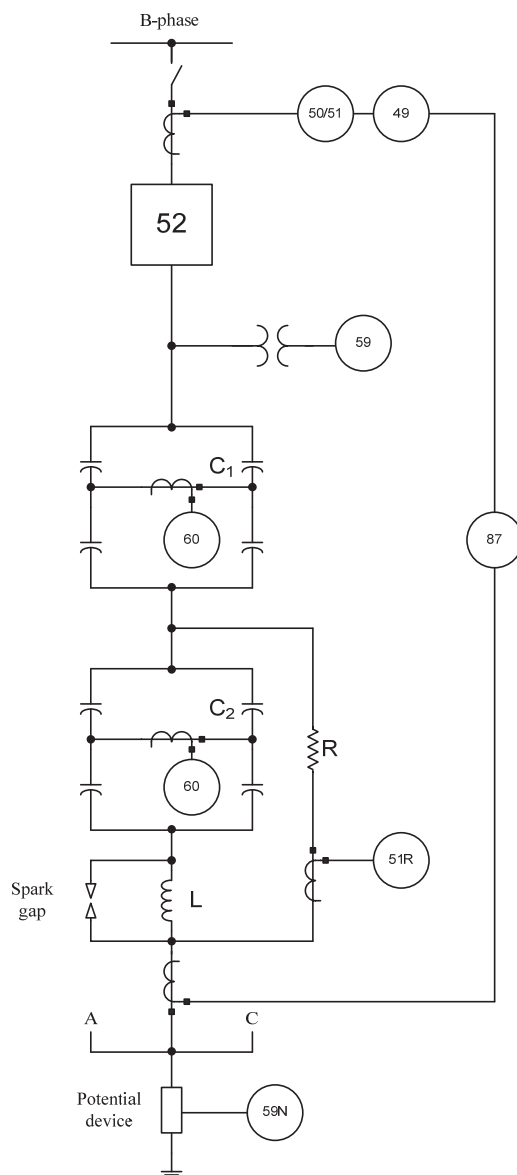 B-phase
50/51
49
52
59
C1
60
87
C2
R
60
51R
Spark
gap
L
A
C
Potential
device
59N